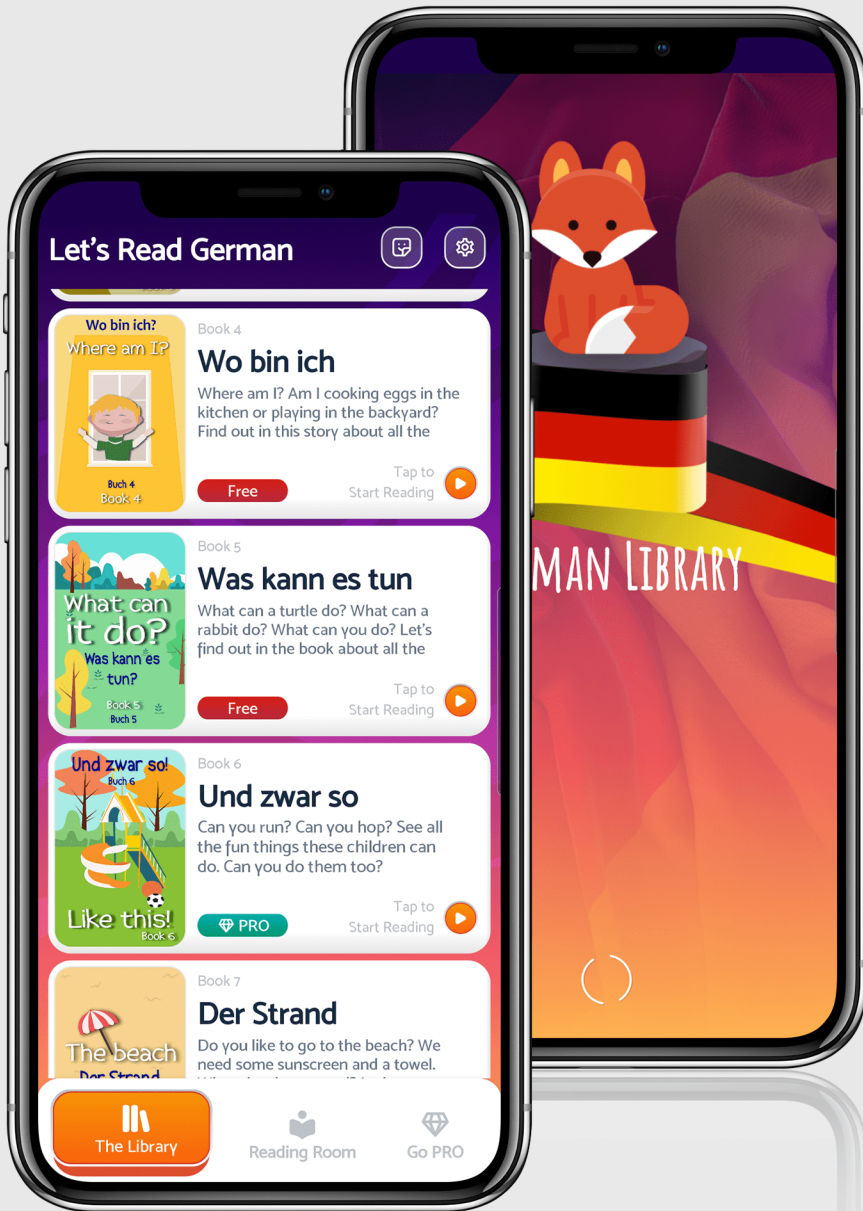 Let's Read German
Wo bin ich?
Where am I?
Buch 4
Book 4
Book 4
Wo bin ich
Where am I? Am I cooking eggs in the
kitchen or playing in the backyard?
Find out in this story about all the
Free
Tap to
Start Reading
What can
it do?
Was kann es
tun?
Book 5
Buch 5
Book 5
Was kann es tun
What can a turtle do? What can a
rabbit do? What can you do? Let's
find out in the book about all the
Free
Tap to
Start Reading
Und zwar so!
Buch 6
Like this!
Book 6
Book 6
Und zwar so
Can you run? Can you hop? See all
the fun things these children can
do. Can you do them too?
PRO
Tap to
Start Reading
The beach
Der Strand
Book 7
Der Strand
Do you like to go to the beach? We
need some sunscreen and a towel.
The Library
Reading Room
Go PRO
MAN LIBRARY